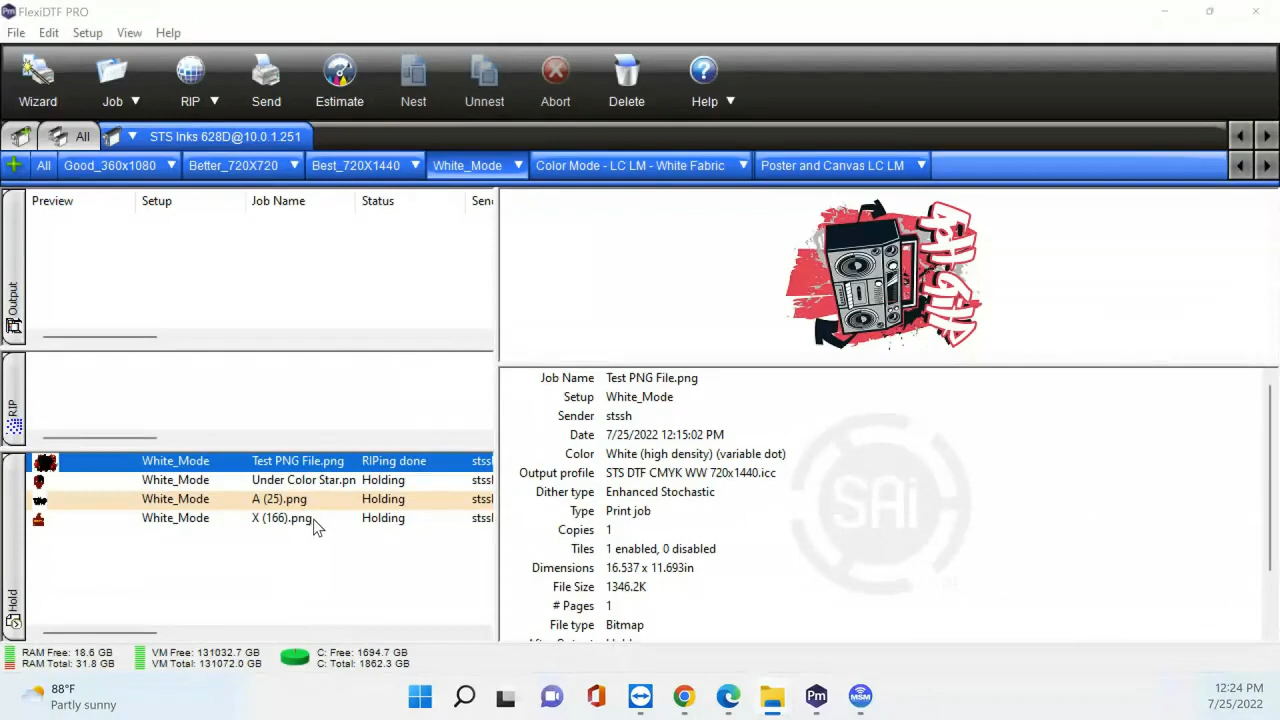 FlexiDTF PRO
File Edit Setup View Help
Wizard Job RIP Send Estimate Nest Unnest Abort Delete Help
All STS Inks 628D@10.0.1.251
All Good_360x1080 Better_720X720 Best_720X1440 White_Mode Color Mode - LC LM - White Fabric Poster and Canvas LC LM
Preview Setup Job Name Status Sen
Output
RIP
Hold
White_Mode Test PNG File.png RIPing done stssh
White_Mode Under Color Star.pn Holding stssh
White_Mode A (25).png Holding stssh
White_Mode X (166).png Holding stssh
Job Name Test PNG File.png
Setup White_Mode
Sender stssh
Date 7/25/2022 12:15:02 PM
Color White (high density) (variable dot)
Output profile STS DTF CMYK WW 720x1440.icc
Dither type Enhanced Stochastic
Type Print job
Copies 1
Tiles 1 enabled, 0 disabled
Dimensions 16.537 x 11.693in
File Size 1346.2K
# Pages 1
File type Bitmap
SAi
RAM Free: 18.6 GB
RAM Total: 31.8 GB
VM Free: 131032.7 GB
VM Total: 131072.0 GB
C: Free: 1694.7 GB
C: Total: 1862.3 GB
88°F
Partly sunny
Pm
MSM
12:24 PM
7/25/2022